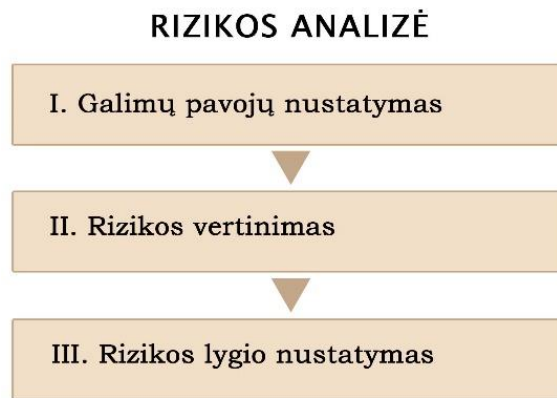 RIZIKOS ANALIZĖ
I. Galimų pavojų nustatymas
II. Rizikos vertinimas
III. Rizikos lygio nustatymas